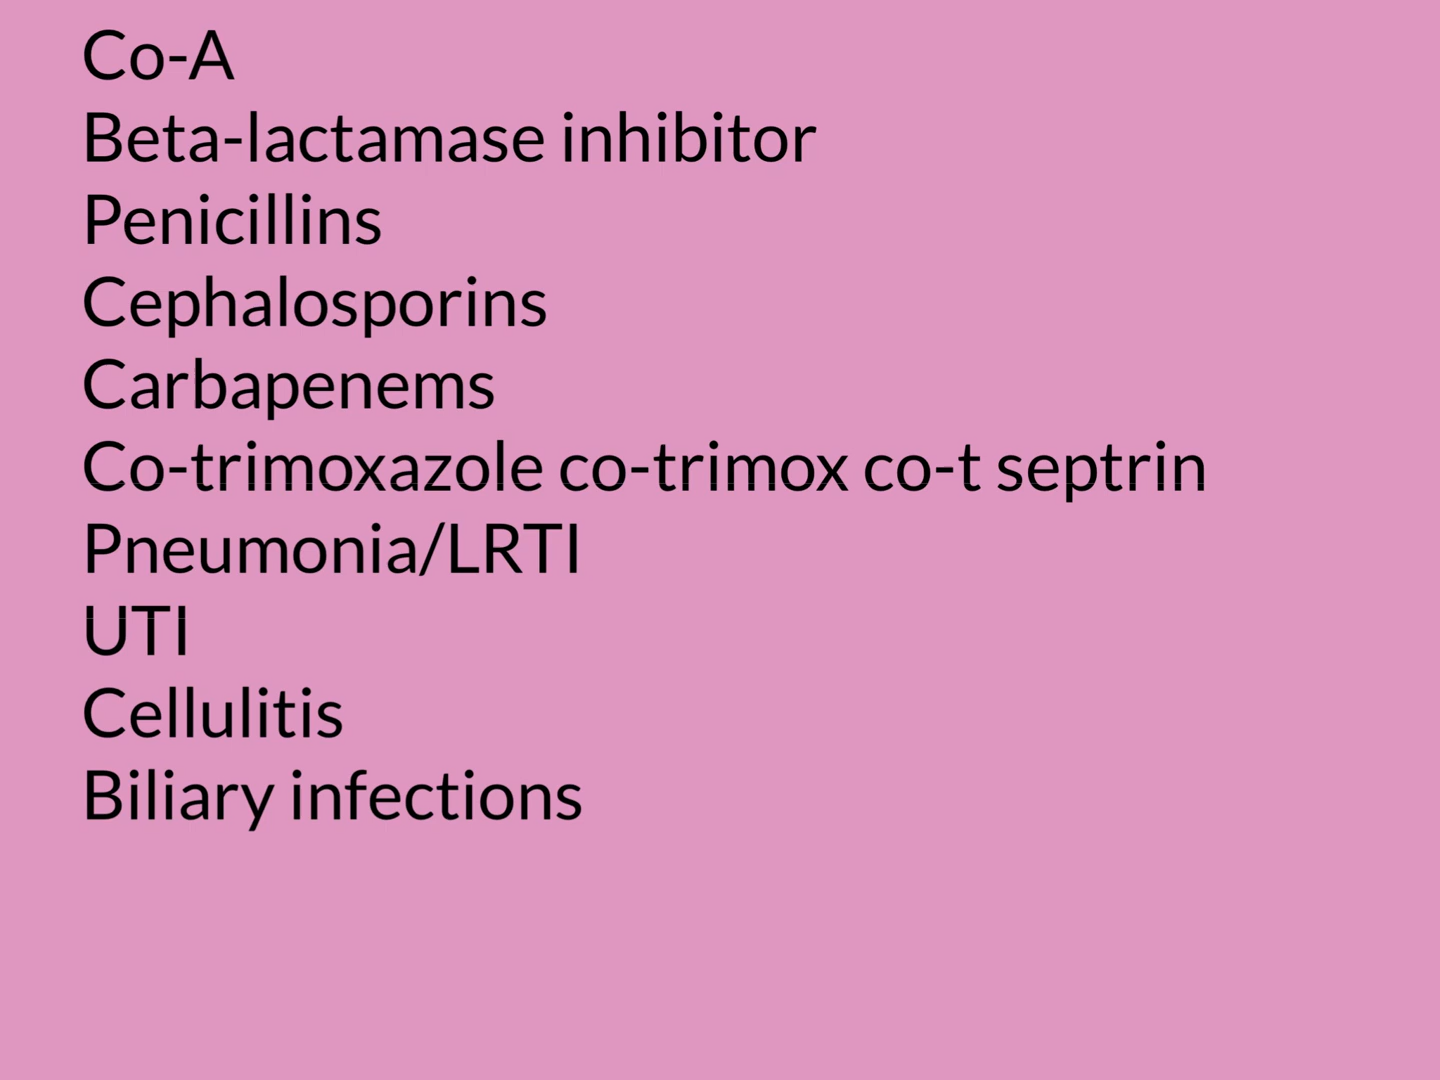 Co-A
Beta-lactamase inhibitor
Penicillins
Cephalosporins
Carbapenems
Co-trimoxazole co-trimox co-t septrin
Pneumonia/LRTI
UTI
Cellulitis
Biliary infections